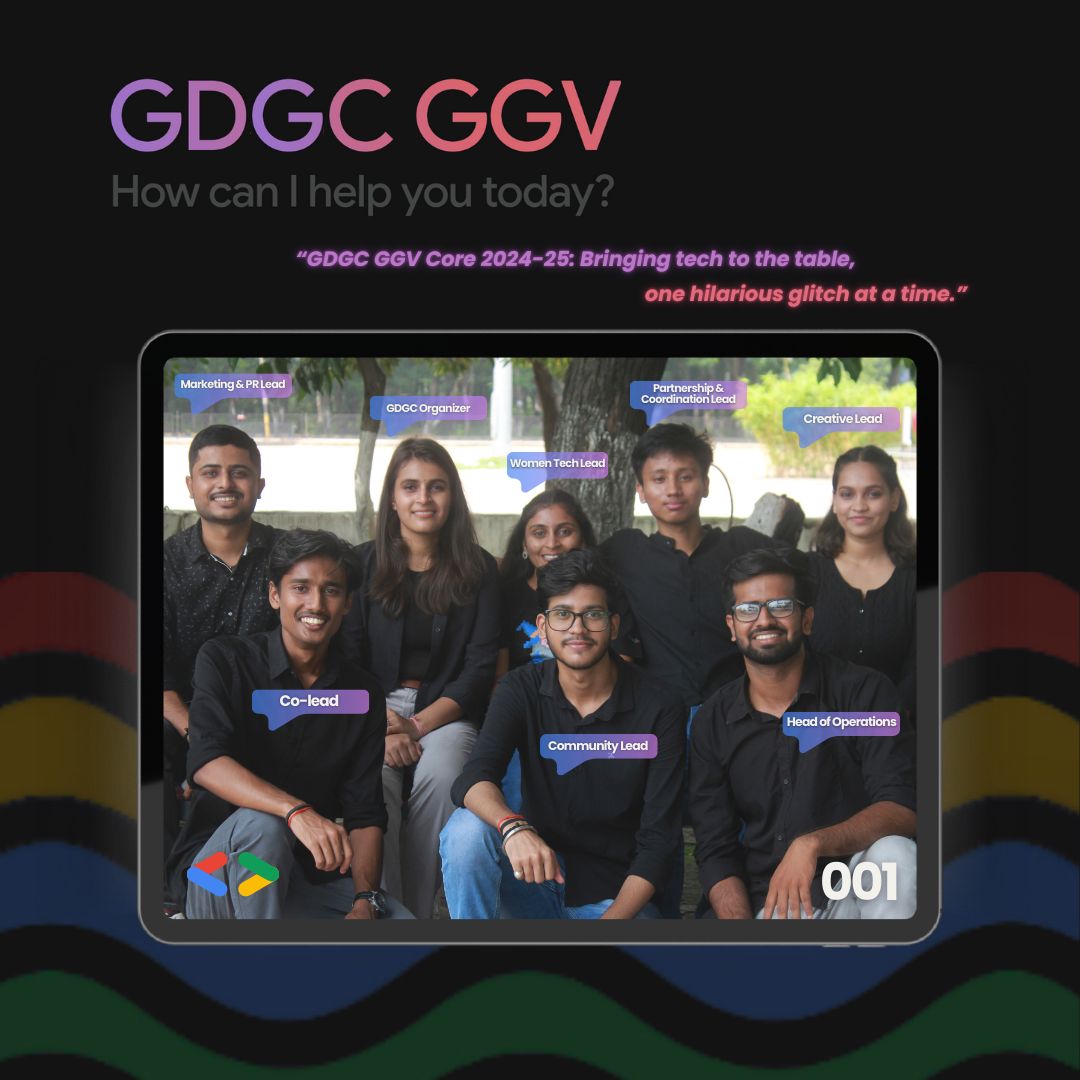 GDGC GGV
How can I help you today?
“GDGC GGV Core 2024-25: Bringing tech to the table,
one hilarious glitch at a time.”
Marketing & PR Lead
GDGC Organizer
Partnership &
Coordination Lead
Creative Lead
Women Tech Lead
Co-lead
Community Lead
Head of Operations
001